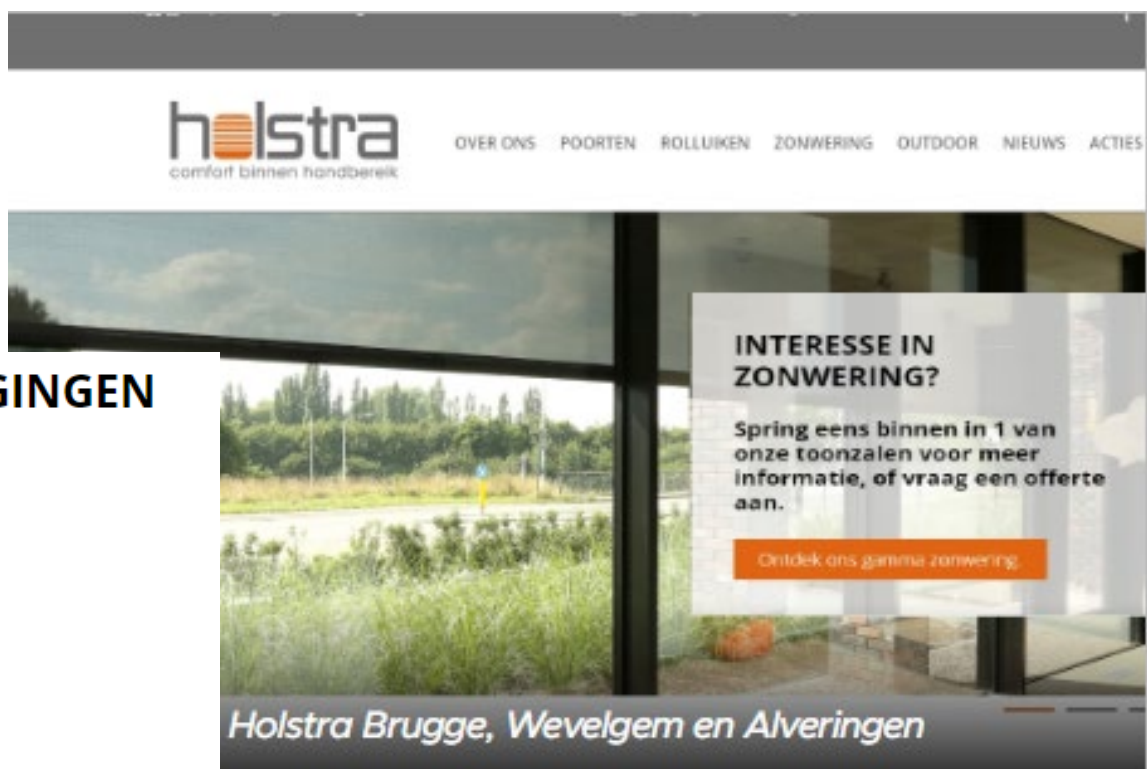 holstra
comfort binnen handbereik
OVER ONS POORTEN ROLLUIKEN ZONWERING OUTDOOR NIEUWS ACTIES
INTERESSE IN
ZONWERING?
Spring eens binnen in 1 van
onze toonzalen voor meer
informatie, of vraag een offerte
aan.
Ontdek ons gamma zonwering
GINGEN
Holstra Brugge, Wevelgem en Alveringen